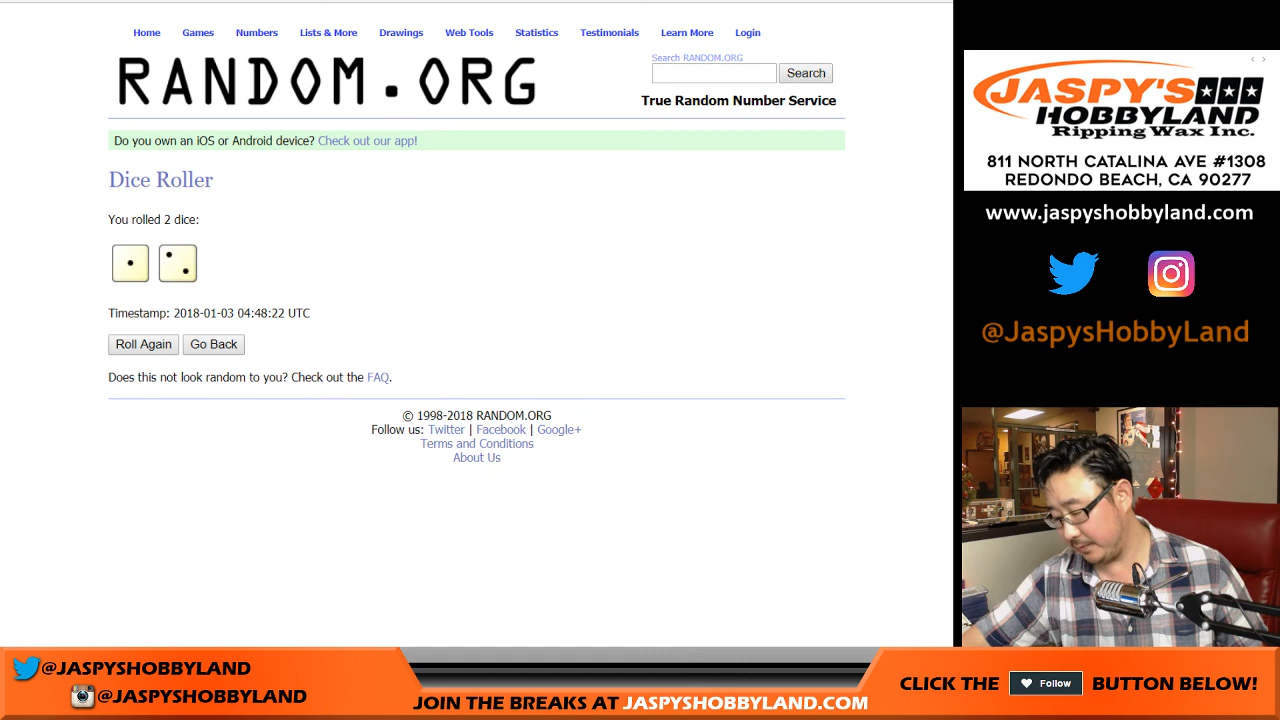 Home Games Numbers Lists & More Drawings Web Tools Statistics Testimonials Learn More Login
RANDOM.ORG
Search RANDOM.ORG
Search
True Random Number Service
Do you own an iOS or Android device? Check out our app!
Dice Roller
You rolled 2 dice:
Timestamp: 2018-01-03 04:48:22 UTC
Roll Again Go Back
Does this not look random to you? Check out the FAQ.
© 1998-2018 RANDOM.ORG
Follow us: Twitter | Facebook | Google+
Terms and Conditions
About Us
JASPY'S
HOBBYLAND
Ripping Wax Inc.
811 NORTH CATALINA AVE #1308
REDONDO BEACH, CA 90277
www.jaspyshobbyland.com
@JaspysHobbyLand
@JASPYSHOBBYLAND
@JASPYSHOBBYLAND
JOIN THE BREAKS AT JASPYSHOBBYLAND.COM
CLICK THE Follow BUTTON BELOW!